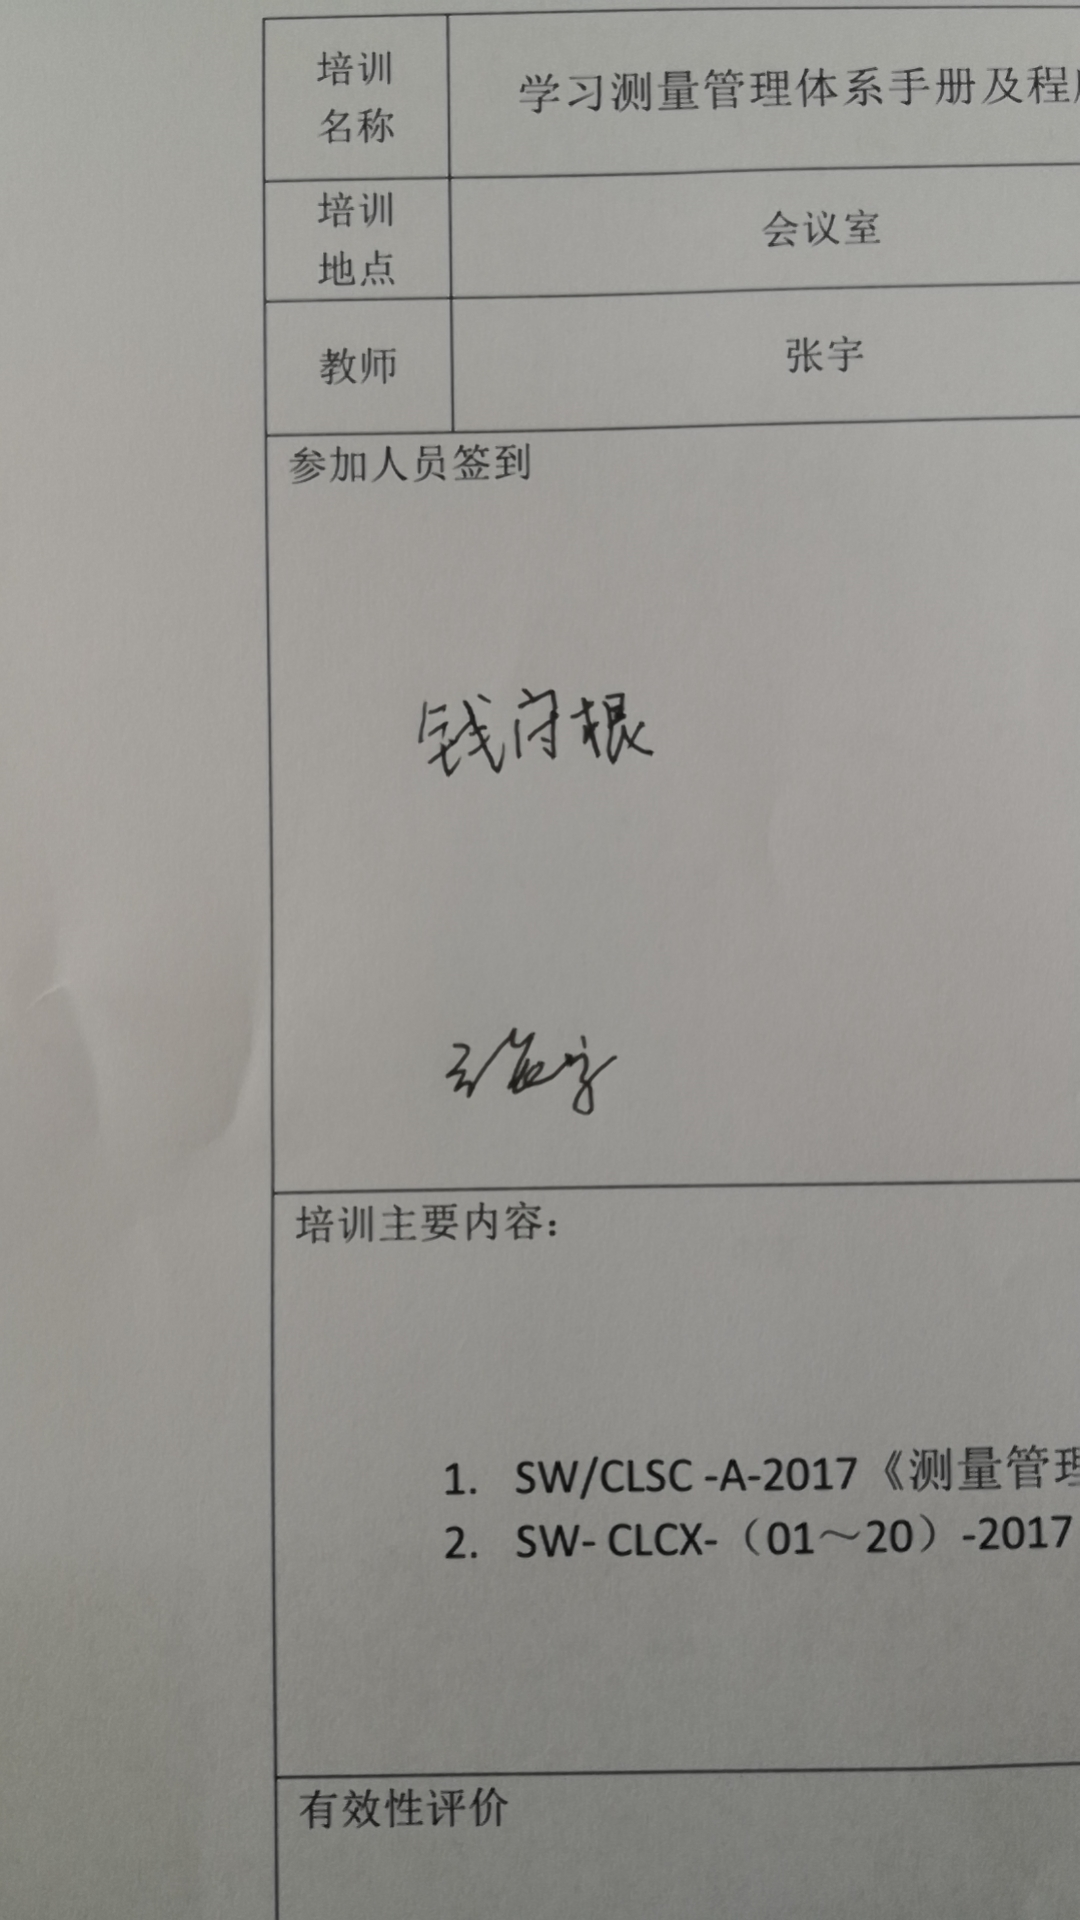 培训
名称
学习测量管理体系手册及程
培训
地点
会议室
教师
张宇
参加人员签到
钱守根
培训主要内容：
1. SW/CLSC -A-2017《测量管理
2. SW- CLCX-（01～20）-2017
有效性评价